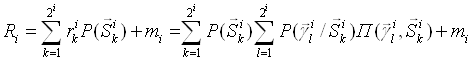 $R_i = \sum_{k=1}^{2^i} r_k^i P(\vec{S}_k^i) + m_i = \sum_{k=1}^{2^i} P(\vec{S}_k^i) \sum_{l=1}^{2^i} P(\vec{\gamma}_l^i / \vec{S}_k^i) \Pi(\vec{\gamma}_l^i, \vec{S}_k^i) + m_i$